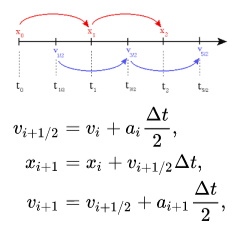 x₀ x₁ x₂
v₁/₂ v₃/₂ v₅/₂
t₀ t₁/₂ t₁ t₃/₂ t₂ t₅/₂
v_{i+1/2} = v_i + a_i Δt/2,
x_{i+1} = x_i + v_{i+1/2} Δt,
v_{i+1} = v_{i+1/2} + a_{i+1} Δt/2,